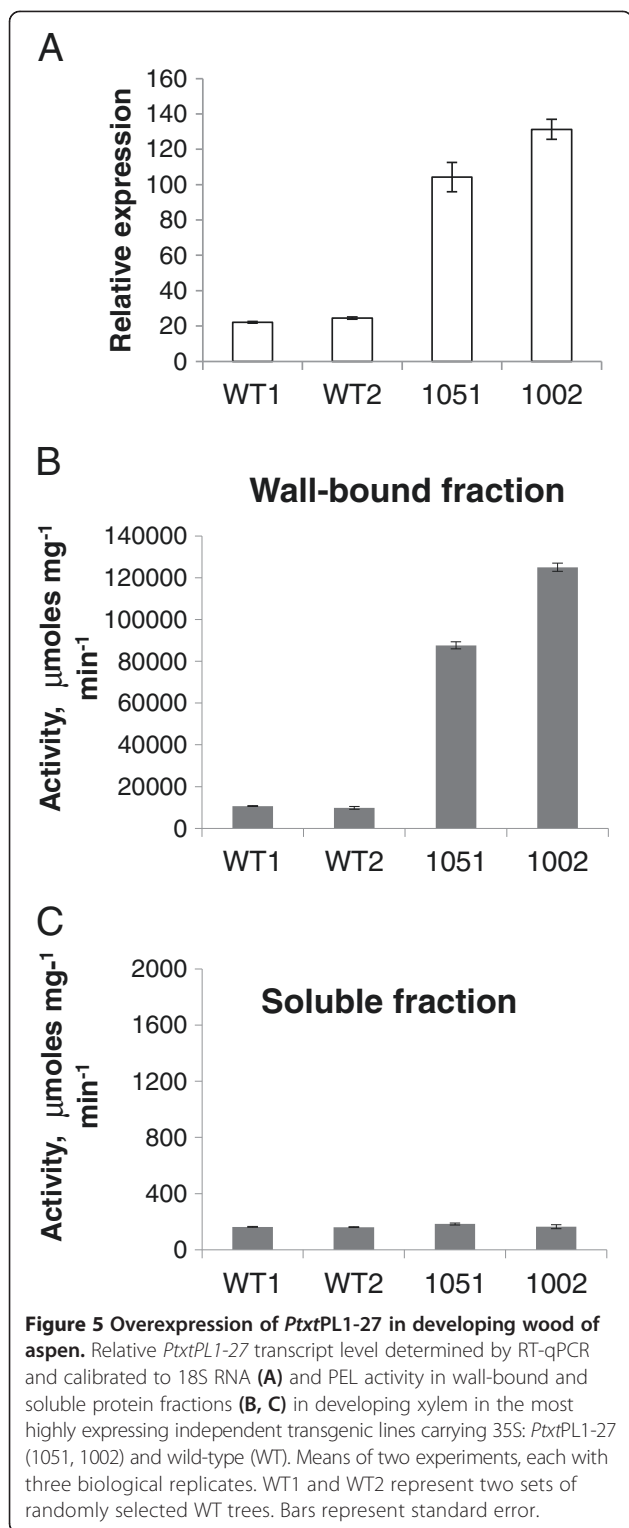 A
Relative expression
160
140
120
100
80
60
40
20
0
WT1 WT2 1051 1002
B
Wall-bound fraction
Activity, μmoles mg-1 min-1
140000
120000
100000
80000
60000
40000
20000
0
WT1 WT2 1051 1002
C
Soluble fraction
Activity, μmoles mg-1 min-1
2000
1600
1200
800
400
0
WT1 WT2 1051 1002
Figure 5 Overexpression of PtxtPL1-27 in developing wood of
aspen. Relative PtxtPL1-27 transcript level determined by RT-qPCR
and calibrated to 18S RNA (A) and PEL activity in wall-bound and
soluble protein fractions (B, C) in developing xylem in the most
highly expressing independent transgenic lines carrying 35S: PtxtPL1-27
(1051, 1002) and wild-type (WT). Means of two experiments, each with
three biological replicates. WT1 and WT2 represent two sets of
randomly selected WT trees. Bars represent standard error.